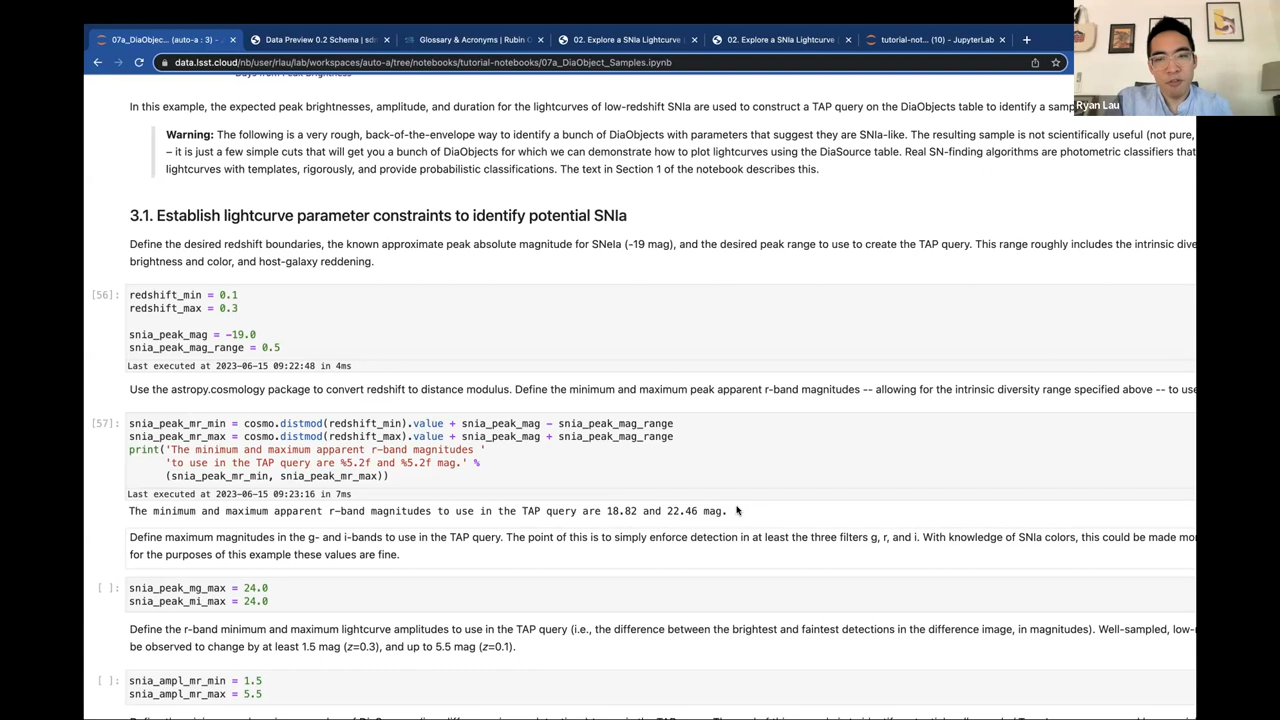 07a_DiaObjec... (auto-a : 3) -
Data Preview 0.2 Schema | sd
Glossary & Acronyms | Rubin O
02. Explore a SNIa Lightcurve
02. Explore a SNIa Lightcurve
tutorial-not... (10) - JupyterLab
data.lsst.cloud/nb/user/rlau/lab/workspaces/auto-a/tree/notebooks/tutorial-notebooks/07a_DiaObject_Samples.ipynb
Ryan Lau
Days from Peak Brightness
In this example, the expected peak brightnesses, amplitude, and duration for the lightcurves of low-redshift SNIa are used to construct a TAP query on the DiaObjects table to identify a
Warning: The following is a very rough, back-of-the-envelope way to identify a bunch of DiaObjects with parameters that suggest they are SNIa-like. The resulting sample is not scientifically useful (not pure,
– it is just a few simple cuts that will get you a bunch of DiaObjects for which we can demonstrate how to plot lightcurves using the DiaSource table. Real SN-finding algorithms are photometric classifiers that
lightcurves with templates, rigorously, and provide probabilistic classifications. The text in Section 1 of the notebook describes this.
3.1. Establish lightcurve parameter constraints to identify potential SNIa
Define the desired redshift boundaries, the known approximate peak absolute magnitude for SNeIa (-19 mag), and the desired peak range to use to create the TAP query. This range roughly includes the intrinsic dive
brightness and color, and host-galaxy reddening.
[56]: redshift_min = 0.1
redshift_max = 0.3
snia_peak_mag = -19.0
snia_peak_mag_range = 0.5
Last executed at 2023-06-15 09:22:48 in 4ms
Use the astropy.cosmology package to convert redshift to distance modulus. Define the minimum and maximum peak apparent r-band magnitudes -- allowing for the intrinsic diversity range specified above -- to use
[57]: snia_peak_mr_min = cosmo.distmod(redshift_min).value + snia_peak_mag - snia_peak_mag_range
snia_peak_mr_max = cosmo.distmod(redshift_max).value + snia_peak_mag + snia_peak_mag_range
print('The minimum and maximum apparent r-band magnitudes '
'to use in the TAP query are %5.2f and %5.2f mag.' %
(snia_peak_mr_min, snia_peak_mr_max))
Last executed at 2023-06-15 09:23:16 in 7ms
The minimum and maximum apparent r-band magnitudes to use in the TAP query are 18.82 and 22.46 mag.
Define maximum magnitudes in the g- and i-bands to use in the TAP query. The point of this is to simply enforce detection in at least the three filters g, r, and i. With knowledge of SNIa colors, this could be made mo
for the purposes of this example these values are fine.
[ ]: snia_peak_mg_max = 24.0
snia_peak_mi_max = 24.0
Define the r-band minimum and maximum lightcurve amplitudes to use in the TAP query (i.e., the difference between the brightest and faintest detections in the difference image, in magnitudes). Well-sampled, low-
be observed to change by at least 1.5 mag (z=0.3), and up to 5.5 mag (z=0.1).
[ ]: snia_ampl_mr_min = 1.5
snia_ampl_mr_max = 5.5